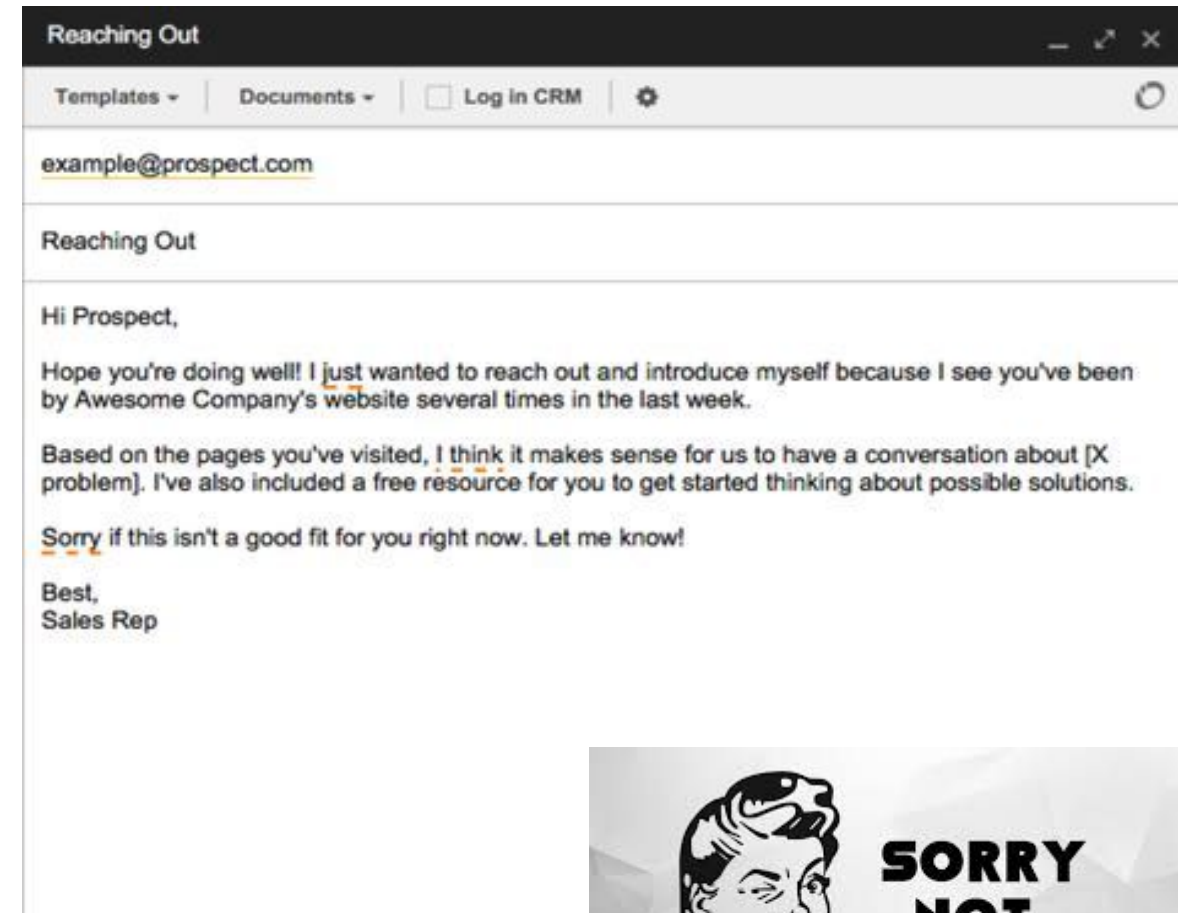 Reaching Out
Templates Documents Log in CRM
example@prospect.com
Reaching Out
Hi Prospect,
Hope you're doing well! I just wanted to reach out and introduce myself because I see you've been
by Awesome Company's website several times in the last week.
Based on the pages you've visited, I think it makes sense for us to have a conversation about [X
problem]. I've also included a free resource for you to get started thinking about possible solutions.
Sorry if this isn't a good fit for you right now. Let me know!
Best,
Sales Rep
SORRY
NOT